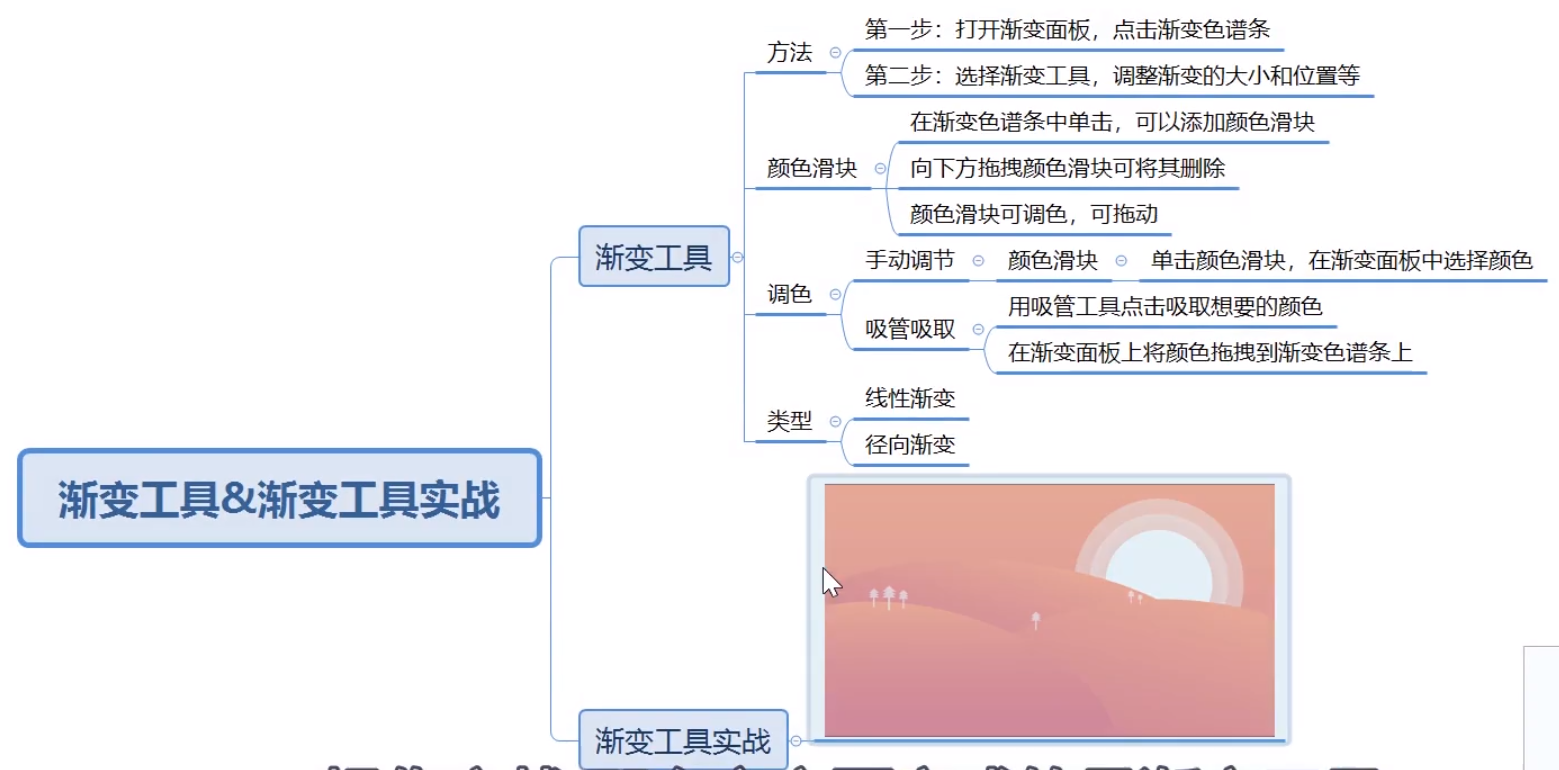 第一步：打开渐变面板，点击渐变色谱条
方法
第二步：选择渐变工具，调整渐变的大小和位置等
在渐变色谱条中单击，可以添加颜色滑块
颜色滑块
向下方拖拽颜色滑块可将其删除
颜色滑块可调色，可拖动
渐变工具
手动调节
颜色滑块
单击颜色滑块，在渐变面板中选择颜色
调色
用吸管工具点击吸取想要的颜色
吸管吸取
在渐变面板上将颜色拖拽到渐变色谱条上
线性渐变
类型
径向渐变
渐变工具&渐变工具实战
渐变工具实战